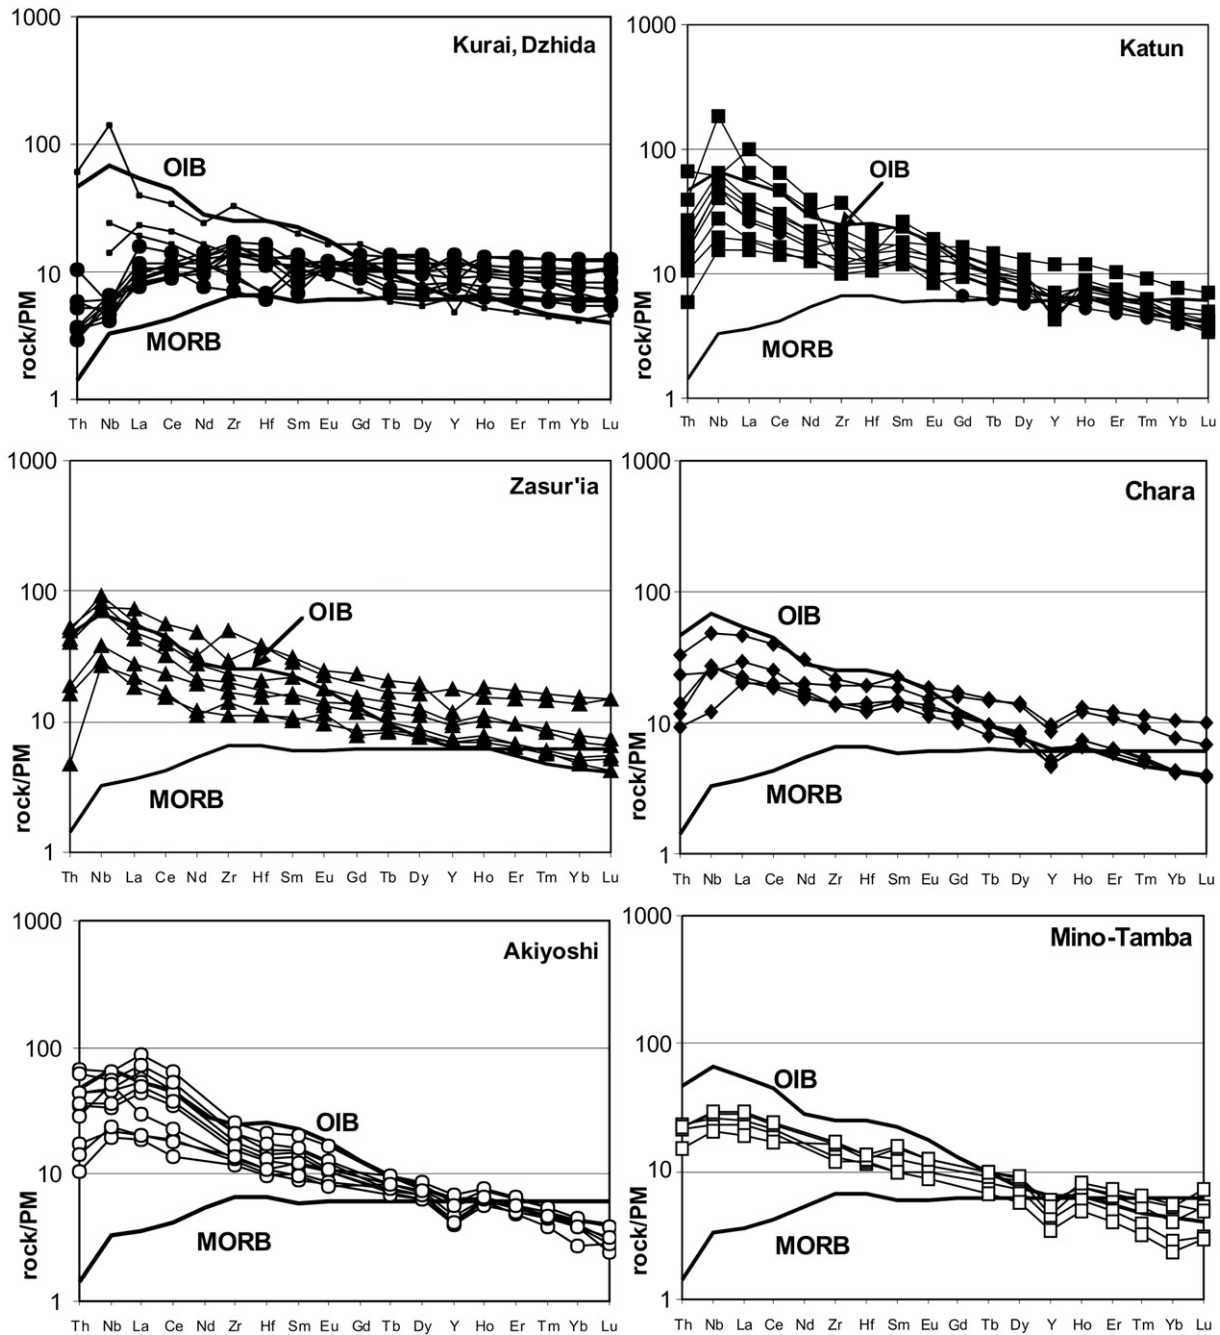 1000
100
10
1
rock/PM
Kurai, Dzhida
OIB
MORB
Th Nb La Ce Nd Zr Hf Sm Eu Gd Tb Dy Y Ho Er Tm Yb Lu
1000
100
10
1
rock/PM
Katun
OIB
MORB
Th Nb La Ce Nd Zr Hf Sm Eu Gd Tb Dy Y Ho Er Tm Yb Lu
1000
100
10
1
rock/PM
Zasur'ia
OIB
MORB
Th Nb La Ce Nd Zr Hf Sm Eu Gd Tb Dy Y Ho Er Tm Yb Lu
1000
100
10
1
rock/PM
Chara
OIB
MORB
Th Nb La Ce Nd Zr Hf Sm Eu Gd Tb Dy Y Ho Er Tm Yb Lu
1000
100
10
1
rock/PM
Akiyoshi
OIB
MORB
Th Nb La Ce Nd Zr Hf Sm Eu Gd Tb Dy Y Ho Er Tm Yb Lu
1000
100
10
1
rock/PM
Mino-Tamba
OIB
MORB
Th Nb La Ce Nd Zr Hf Sm Eu Gd Tb Dy Y Ho Er Tm Yb Lu